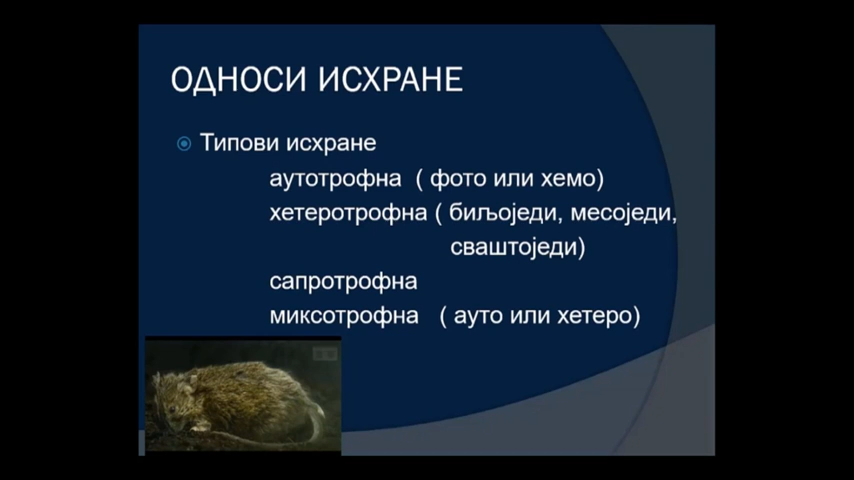 ОДНОСИ ИСХРАНЕ
Типови исхране
аутотрофна ( фото или хемо)
хетеротрофна ( биљоједи, месоједи,
сваштоједи)
сапротрофна
миксотрофна ( ауто или хетеро)